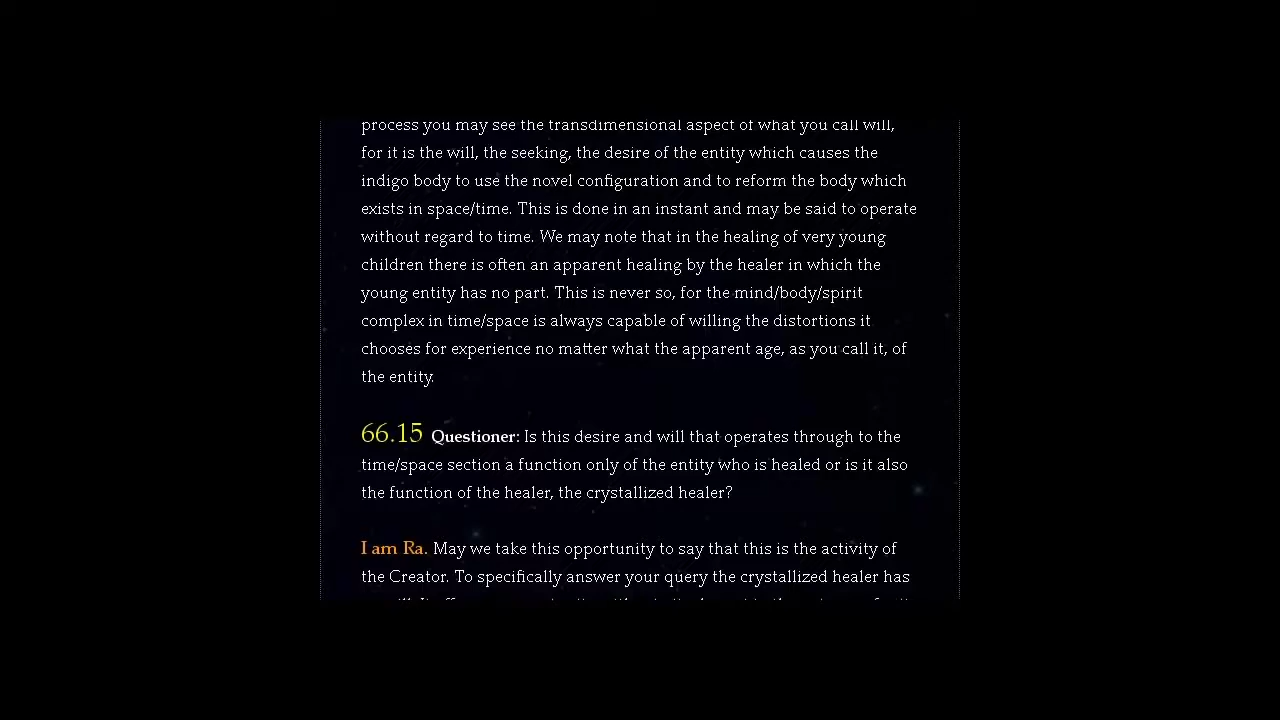 process you may see the transdimensional aspect of what you call will,
for it is the will, the seeking, the desire of the entity which causes the
indigo body to use the novel configuration and to reform the body which
exists in space/time. This is done in an instant and may be said to operate
without regard to time. We may note that in the healing of very young
children there is often an apparent healing by the healer in which the
young entity has no part. This is never so, for the mind/body/spirit
complex in time/space is always capable of willing the distortions it
chooses for experience no matter what the apparent age, as you call it, of
the entity.
66.15 Questioner: Is this desire and will that operates through to the
time/space section a function only of the entity who is healed or is it also
the function of the healer, the crystallized healer?
I am Ra. May we take this opportunity to say that this is the activity of
the Creator. To specifically answer your query the crystallized healer has